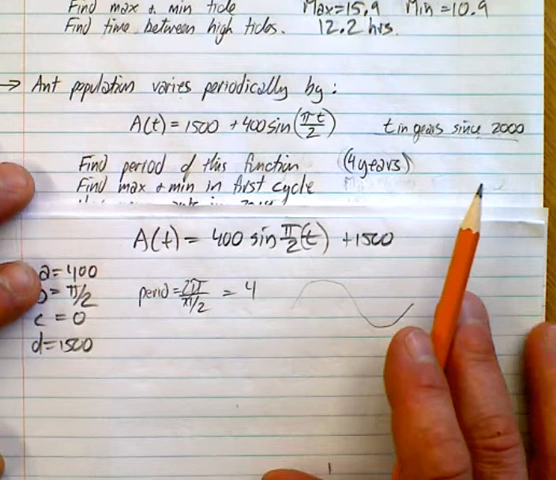 Find max + min tide Max=15.9 Min=10.9
Find time between high tides. 12.2 hrs.
→ Ant population varies periodically by:
A(t) = 1500 + 400 sin(πt/2) t in years since 2000
Find period of this function (4 years)
Find max + min in first cycle
A(t) = 400 sin π/2(t) + 1500
a = 400
b = π/2 period = 2π/π/2 = 4
c = 0
d = 1500